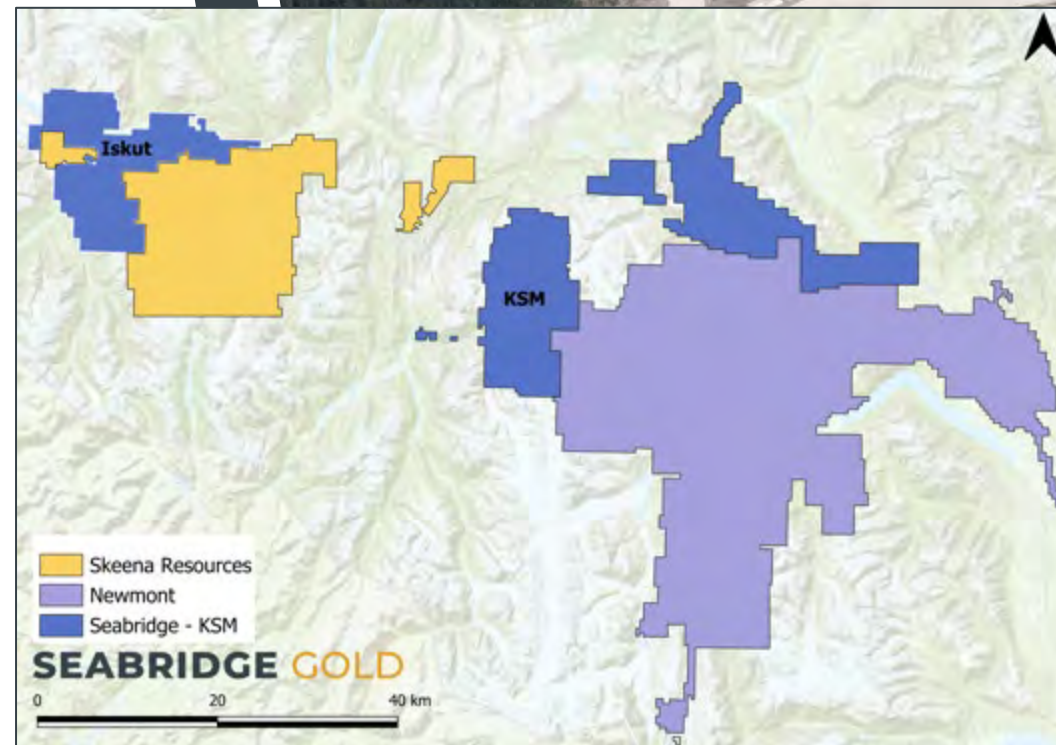 Iskut
KSM
Skeena Resources
Newmont
Seabridge - KSM
SEABRIDGE GOLD
0 20 40 km